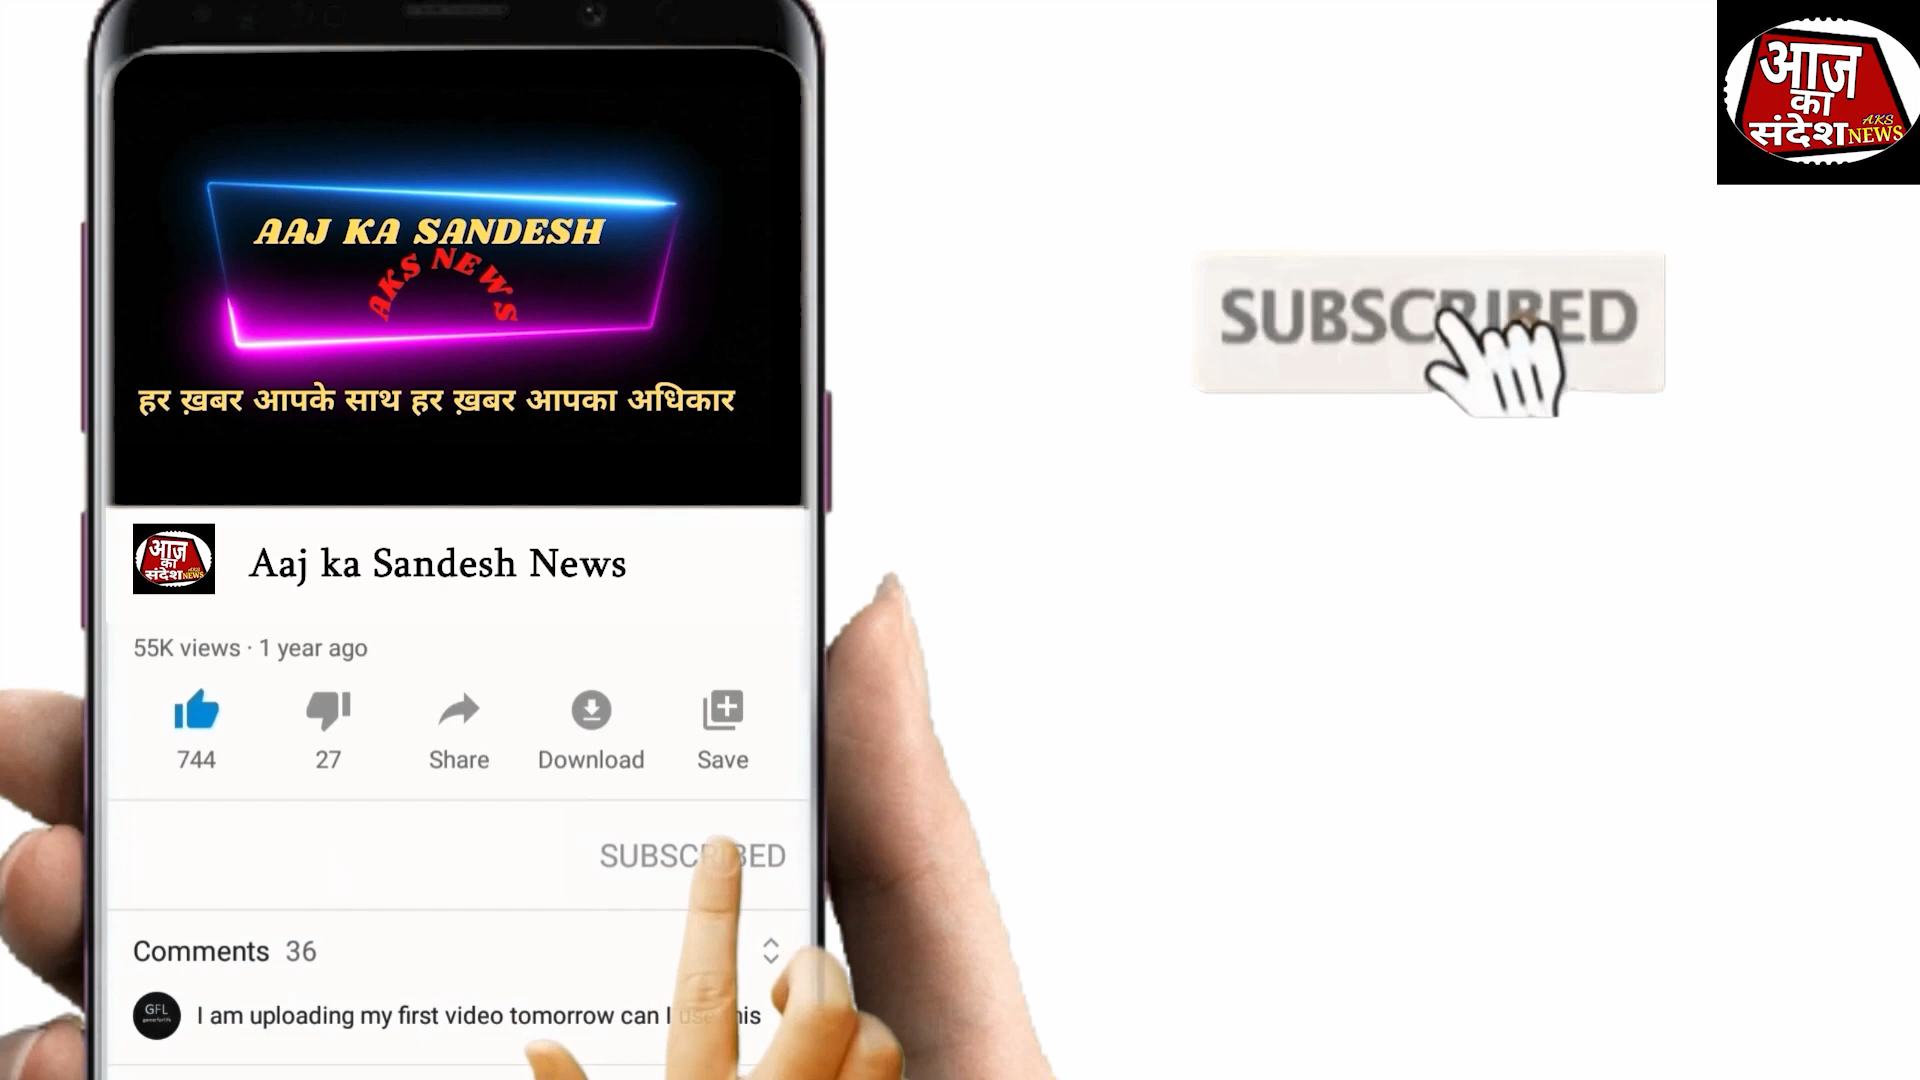 आज
का
संदेश
AKS
NEWS
AAJ KA SANDESH
AKS NEWS
हर ख़बर आपके साथ हर ख़बर आपका अधिकार
SUBSCRIBED
आज
का
संदेश NEWS
Aaj ka Sandesh News
55K views · 1 year ago
744
27
Share
Download
Save
SUBSCRIBED
Comments 36
GFL
I am uploading my first video tomorrow can I